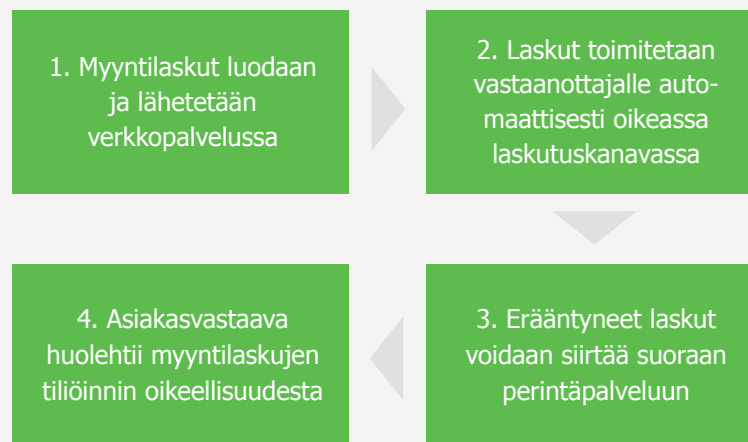 1. Myyntilaskut luodaan
ja lähetetään
verkkopalvelussa
2. Laskut toimitetaan
vastaanottajalle auto-
maattisesti oikeassa
laskutuskanavassa
3. Erääntyneet laskut
voidaan siirtää suoraan
perintäpalveluun
4. Asiakasvastaava
huolehtii myyntilaskujen
tiliöinnin oikeellisuudesta